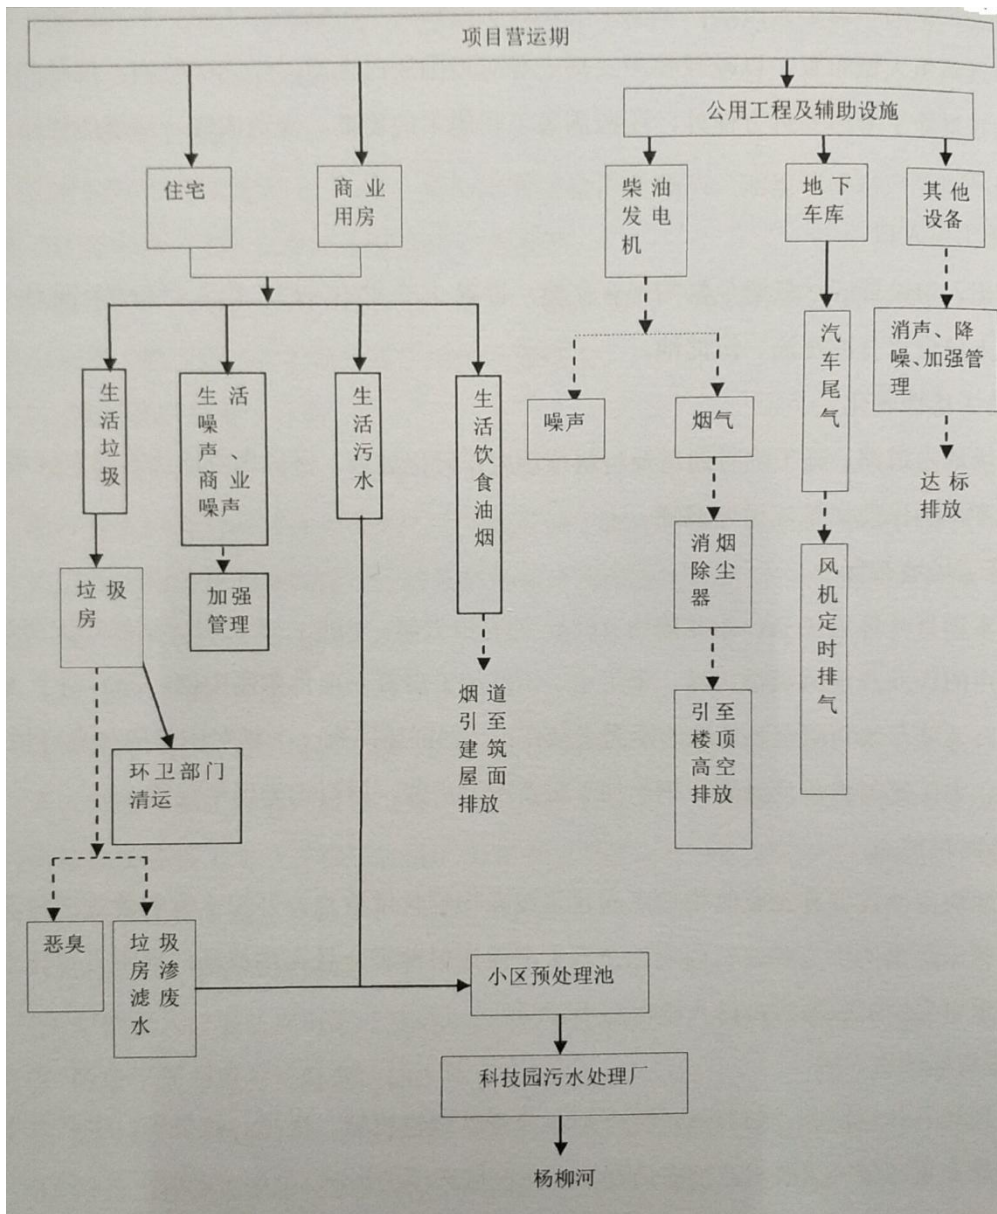 项目营运期
公用工程及辅助设施
住宅
商业
用房
柴油
发电
机
地下
车库
其他
设备
生
活
垃
圾
生活
噪
声、
商业
噪声
生
活
污
水
生
活
饮
食
油
烟
噪声
烟气
汽
车
尾
气
消声、降
噪、加强管
理
达标
排放
垃圾
房
加强
管理
消烟
除尘
器
风
机
定
时
排
气
烟道
引至
建筑
屋面
排放
引至
楼顶
高空
排放
环卫部门
清运
恶臭
垃圾
房渗
滤废
水
小区预处理池
科技园污水处理厂
杨柳河